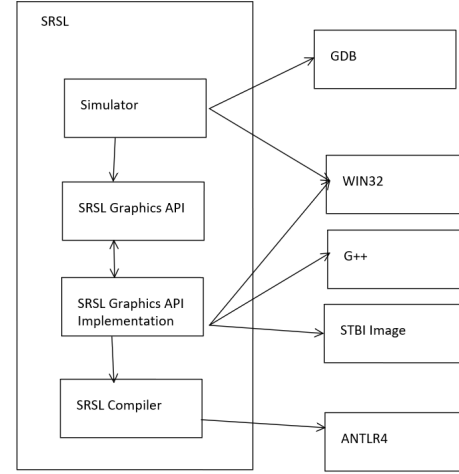 SRSL
GDB
Simulator
WIN32
SRSL Graphics API
G++
SRSL Graphics API
Implementation
STBI Image
SRSL Compiler
ANTLR4